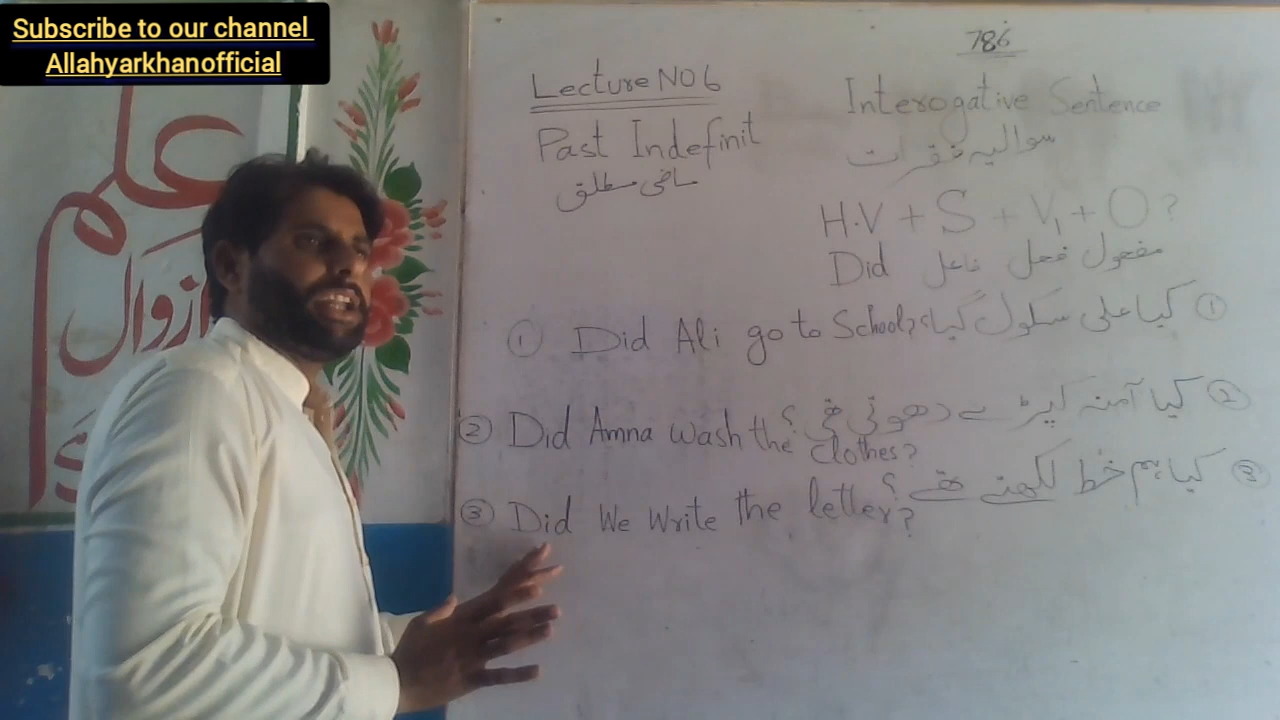 Subscribe to our channel
Allahyarkhanofficial
علم
لازوال
ہے
786
Lecture NO 6
Interogative Sentence
Past Indefinit
سوالیہ فقرات
ماضی مطلق
H.V + S + V1 + O ?
Did فاعل فعل مفعول
① Did Ali go to School? کیا علی سکول گیا؟ ①
② Did Amna wash the clothes? کیا آمنہ کپڑے دھوتی تھی؟ ②
③ Did We write the letter? کیا ہم خط لکھتے تھے؟ ③